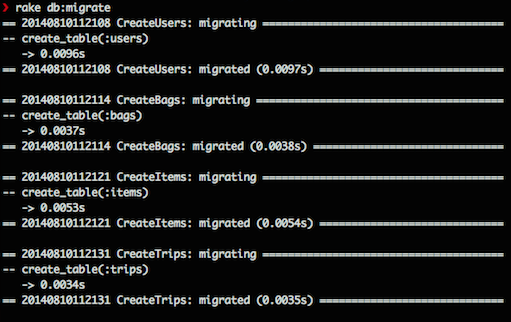 ❯ rake db:migrate
== 20140810112108 CreateUsers: migrating ======================================
-- create_table(:users)
   -> 0.0096s
== 20140810112108 CreateUsers: migrated (0.0097s) =============================

== 20140810112114 CreateBags: migrating =======================================
-- create_table(:bags)
   -> 0.0037s
== 20140810112114 CreateBags: migrated (0.0038s) ==============================

== 20140810112121 CreateItems: migrating ======================================
-- create_table(:items)
   -> 0.0053s
== 20140810112121 CreateItems: migrated (0.0054s) =============================

== 20140810112131 CreateTrips: migrating ======================================
-- create_table(:trips)
   -> 0.0034s
== 20140810112131 CreateTrips: migrated (0.0035s) =============================